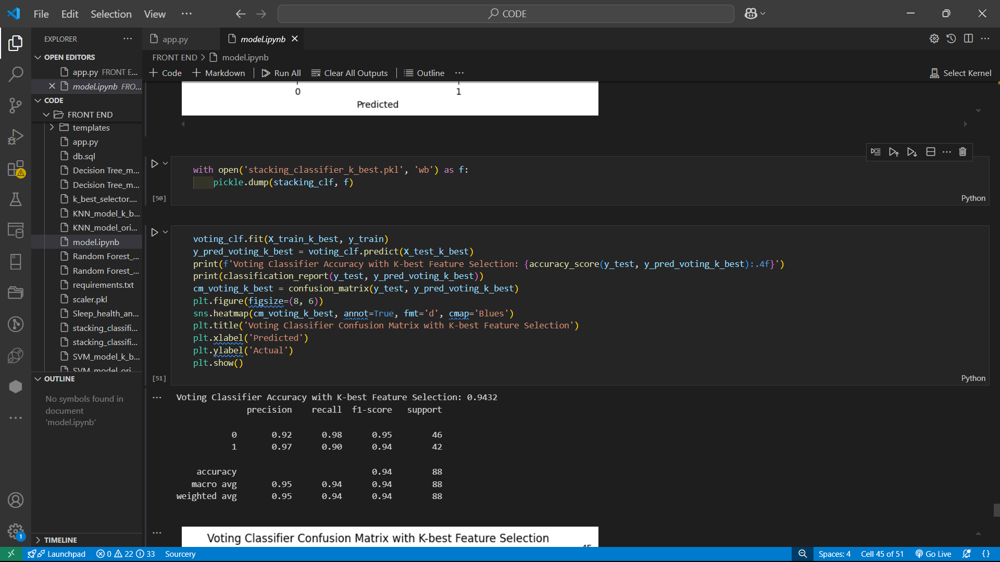 File Edit Selection View ··· CODE
EXPLORER ···
OPEN EDITORS
app.py FRONT E...
model.ipynb FRO...
CODE
FRONT END
templates
app.py
db.sql
Decision Tree_m...
Decision Tree_m...
k_best_selector....
KNN_model_k_b...
KNN_model_ori...
model.ipynb
Random Forest_...
Random Forest_...
requirements.txt
scaler.pkl
Sleep_health_an...
stacking_classifi...
stacking_classifi...
SVM_model_k_b...
SVM_model_ori...
OUTLINE
No symbols found in
document
'model.ipynb'
TIMELINE
app.py model.ipynb
FRONT END > model.ipynb
+ Code + Markdown Run All Clear All Outputs Outline ··· Select Kernel
0 1
Predicted
with open('stacking_classifier_k_best.pkl', 'wb') as f:
pickle.dump(stacking_clf, f)
[50] Python
voting_clf.fit(X_train_k_best, y_train)
y_pred_voting_k_best = voting_clf.predict(X_test_k_best)
print(f'Voting Classifier Accuracy with K-best Feature Selection: {accuracy_score(y_test, y_pred_voting_k_best):.4f}')
print(classification_report(y_test, y_pred_voting_k_best))
cm_voting_k_best = confusion_matrix(y_test, y_pred_voting_k_best)
plt.figure(figsize=(8, 6))
sns.heatmap(cm_voting_k_best, annot=True, fmt='d', cmap='Blues')
plt.title('Voting Classifier Confusion Matrix with K-best Feature Selection')
plt.xlabel('Predicted')
plt.ylabel('Actual')
plt.show()
[51] Python
Voting Classifier Accuracy with K-best Feature Selection: 0.9432
precision recall f1-score support
0 0.92 0.98 0.95 46
1 0.97 0.90 0.94 42
accuracy 0.94 88
macro avg 0.95 0.94 0.94 88
weighted avg 0.95 0.94 0.94 88
Voting Classifier Confusion Matrix with K-best Feature Selection
1
Launchpad 0 22 33 Sourcery Spaces: 4 Cell 45 of 51 Go Live {}